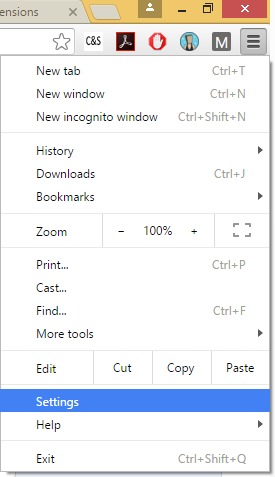 ensions
C&S M
New tab Ctrl+T
New window Ctrl+N
New incognito window Ctrl+Shift+N
History
Downloads Ctrl+J
Bookmarks
Zoom − 100% +
Print... Ctrl+P
Cast...
Find... Ctrl+F
More tools
Edit Cut Copy Paste
Settings
Help
Exit Ctrl+Shift+Q